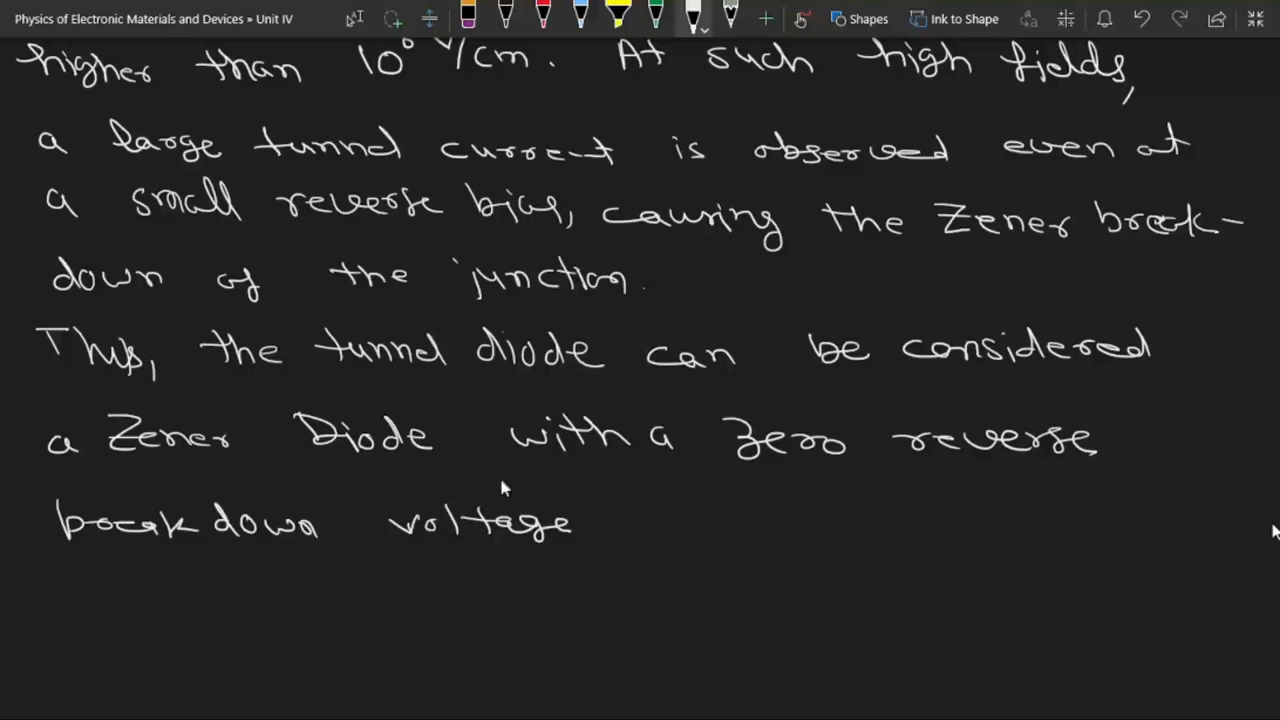 Physics of Electronic Materials and Devices » Unit IV
Shapes
Ink to Shape
higher than 10⁶ V/cm. At such high fields,
a large tunnel current is observed even at
a small reverse bias, causing the Zener break-
down of the junction.
Thus, the tunnel diode can be considered
a Zener Diode with a zero reverse
breakdown voltage